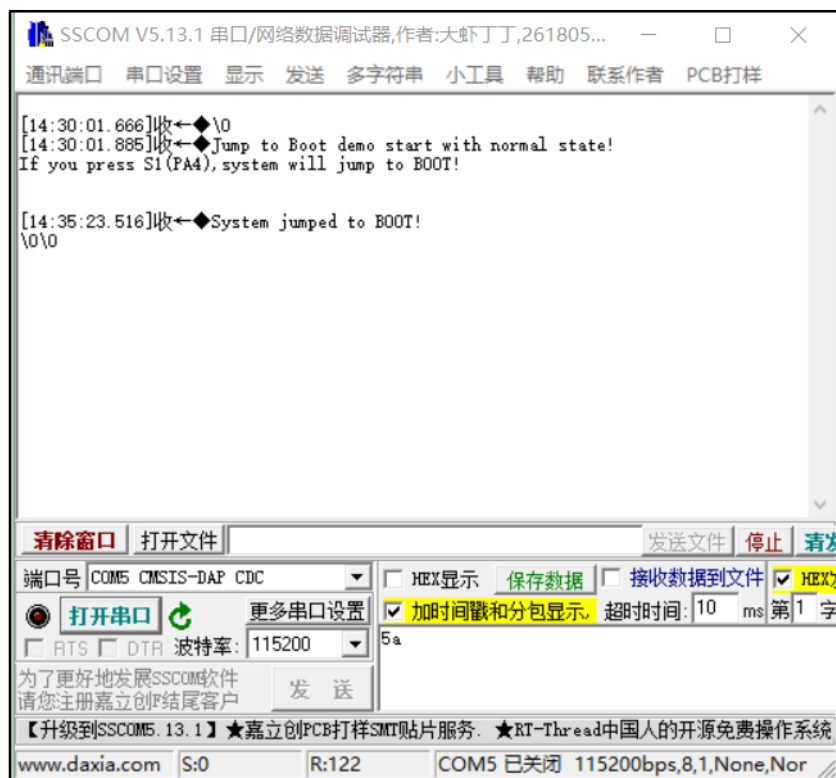 SSCOM V5.13.1 串口/网络数据调试器,作者:大虾丁丁,261805...
通讯端口 串口设置 显示 发送 多字符串 小工具 帮助 联系作者 PCB打样
[14:30:01.666]收←◆\0
[14:30:01.885]收←◆Jump to Boot demo start with normal state!
If you press S1(PA4),system will jump to BOOT!
[14:35:23.516]收←◆System jumped to BOOT!
\0\0
清除窗口 打开文件 发送文件 停止 清发
端口号 COM5 CMSIS-DAP CDC HEX显示 保存数据 接收数据到文件 HEX发
打开串口 更多串口设置 加时间戳和分包显示, 超时时间: 10 ms 第1 字
RTS DTR 波特率: 115200 5a
为了更好地发展SSCOM软件
请您注册嘉立创F结尾客户 发 送
【升级到SSCOM5.13.1】★嘉立创PCB打样SMT贴片服务. ★RT-Thread中国人的开源免费操作系统
www.daxia.com S:0 R:122 COM5 已关闭 115200bps,8,1,None,Nor